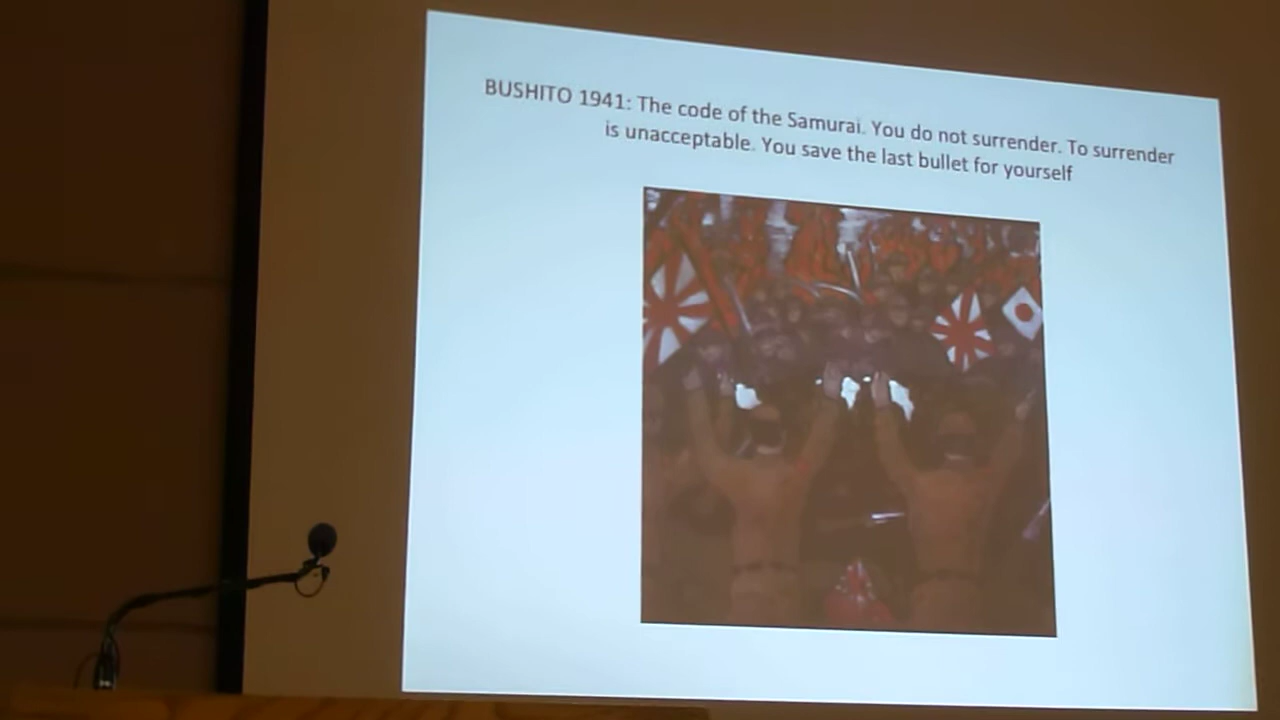 BUSHITO 1941: The code of the Samurai. You do not surrender. To surrender
is unacceptable. You save the last bullet for yourself